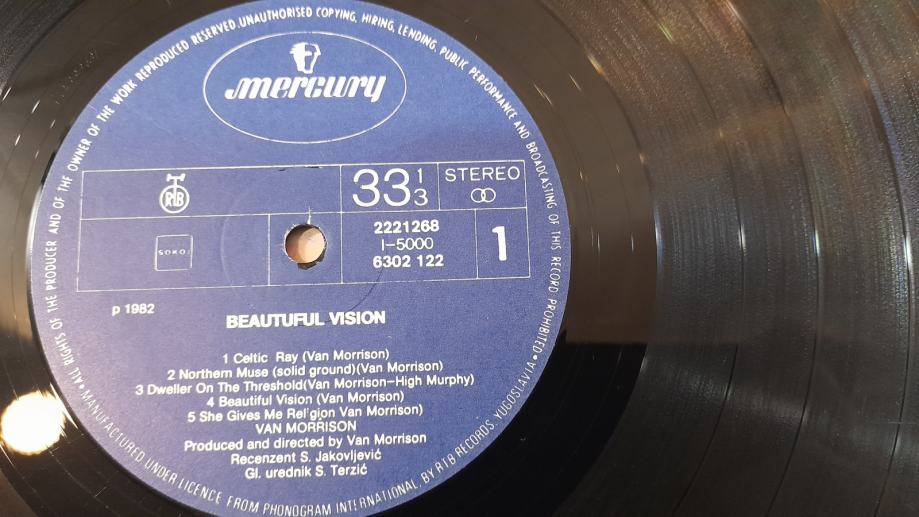 • ALL RIGHTS OF THE PRODUCER AND OF THE OWNER OF THE WORK REPRODUCED RESERVED. UNAUTHORISED COPYING, HIRING, LENDING, PUBLIC PERFORMANCE AND BROADCASTING OF THIS RECORD PROHIBITED •
mercury
RTB
33 1/3
STEREO
SOKOJ
2221268
I-5000
6302 122
1
p 1982
BEAUTUFUL VISION
1 Celtic Ray (Van Morrison)
2 Northern Muse (solid ground)(Van Morrison)
3 Dweller On The Threshold(Van Morrison-High Murphy)
4 Beautiful Vision (Van Morrison)
5 She Gives Me Religion Van Morrison)
VAN MORRISON
Produced and directed by Van Morrison
Recenzent S. Jakovljević
Gl. urednik S. Terzić
MANUFACTURED UNDER LICENCE FROM PHONOGRAM INTERNATIONAL, BY RTB RECORDS, YUGOSLAVIA •